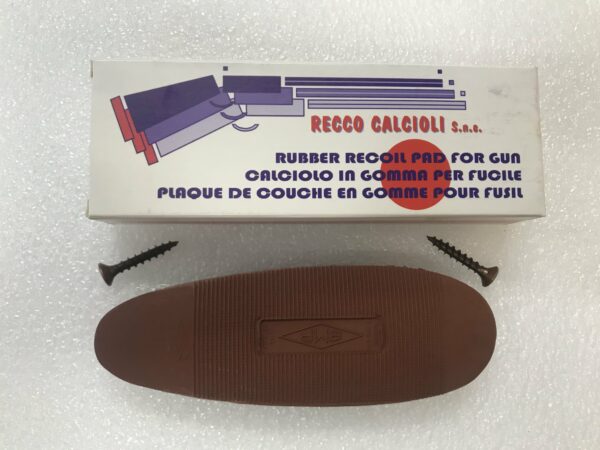 RECCO CALCIOLI S.n.c.
RUBBER RECOIL PAD FOR GUN
CALCIOLO IN GOMMA PER FUCILE
PLAQUE DE COUCHE EN GOMME POUR FUSIL